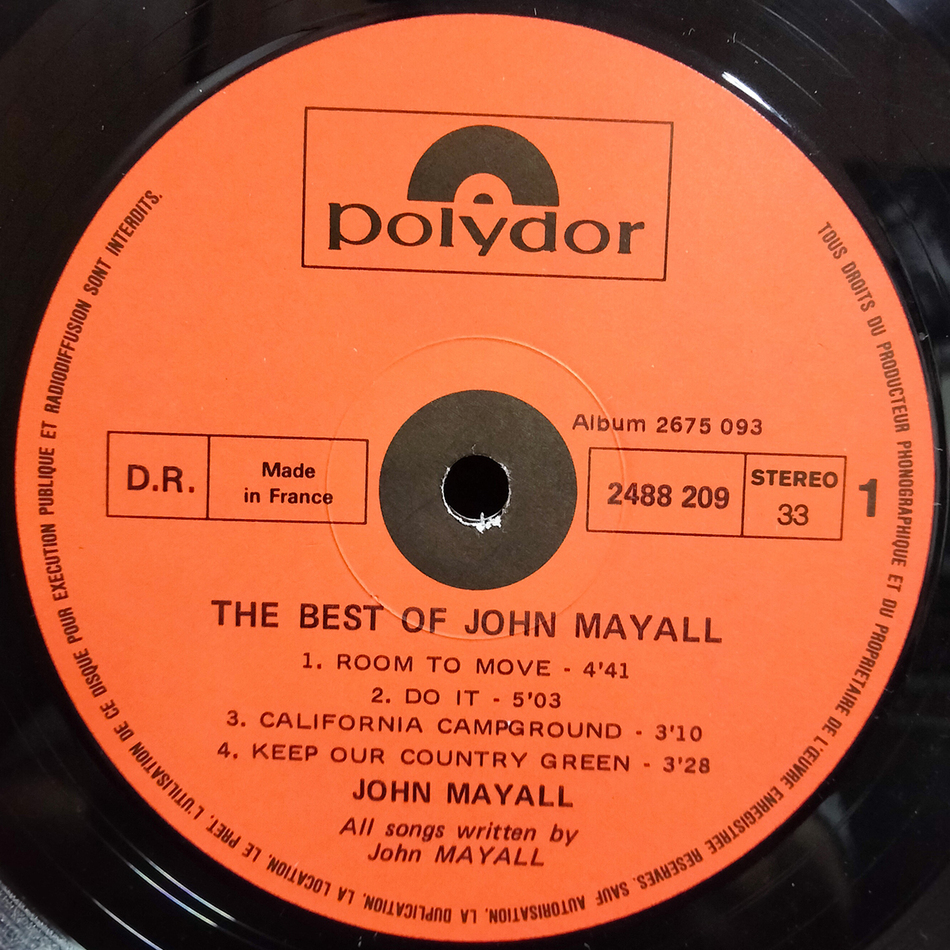 polydor
Album 2675 093
D.R.
Made
in France
2488 209
STEREO
33
1
THE BEST OF JOHN MAYALL
1. ROOM TO MOVE - 4'41
2. DO IT - 5'03
3. CALIFORNIA CAMPGROUND - 3'10
4. KEEP OUR COUNTRY GREEN - 3'28
JOHN MAYALL
All songs written by
John MAYALL
TOUS DROITS DU PRODUCTEUR PHONOGRAPHIQUE ET DU PROPRIETAIRE DE L'ŒUVRE ENREGISTREE RESERVES. SAUF AUTORISATION, LA DUPLICATION, LA LOCATION, LE PRET, L'UTILISATION DE CE DISQUE POUR EXECUTION PUBLIQUE ET RADIODIFFUSION SONT INTERDITS.